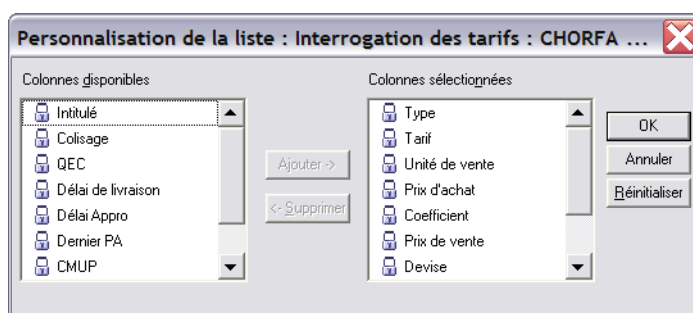 Personnalisation de la liste : Interrogation des tarifs : CHORFA ...
Colonnes disponibles
Intitulé
Colisage
QEC
Délai de livraison
Délai Appro
Dernier PA
CMUP
Ajouter ->
<- Supprimer
Colonnes sélectionnées
Type
Tarif
Unité de vente
Prix d'achat
Coefficient
Prix de vente
Devise
OK
Annuler
Réinitialiser